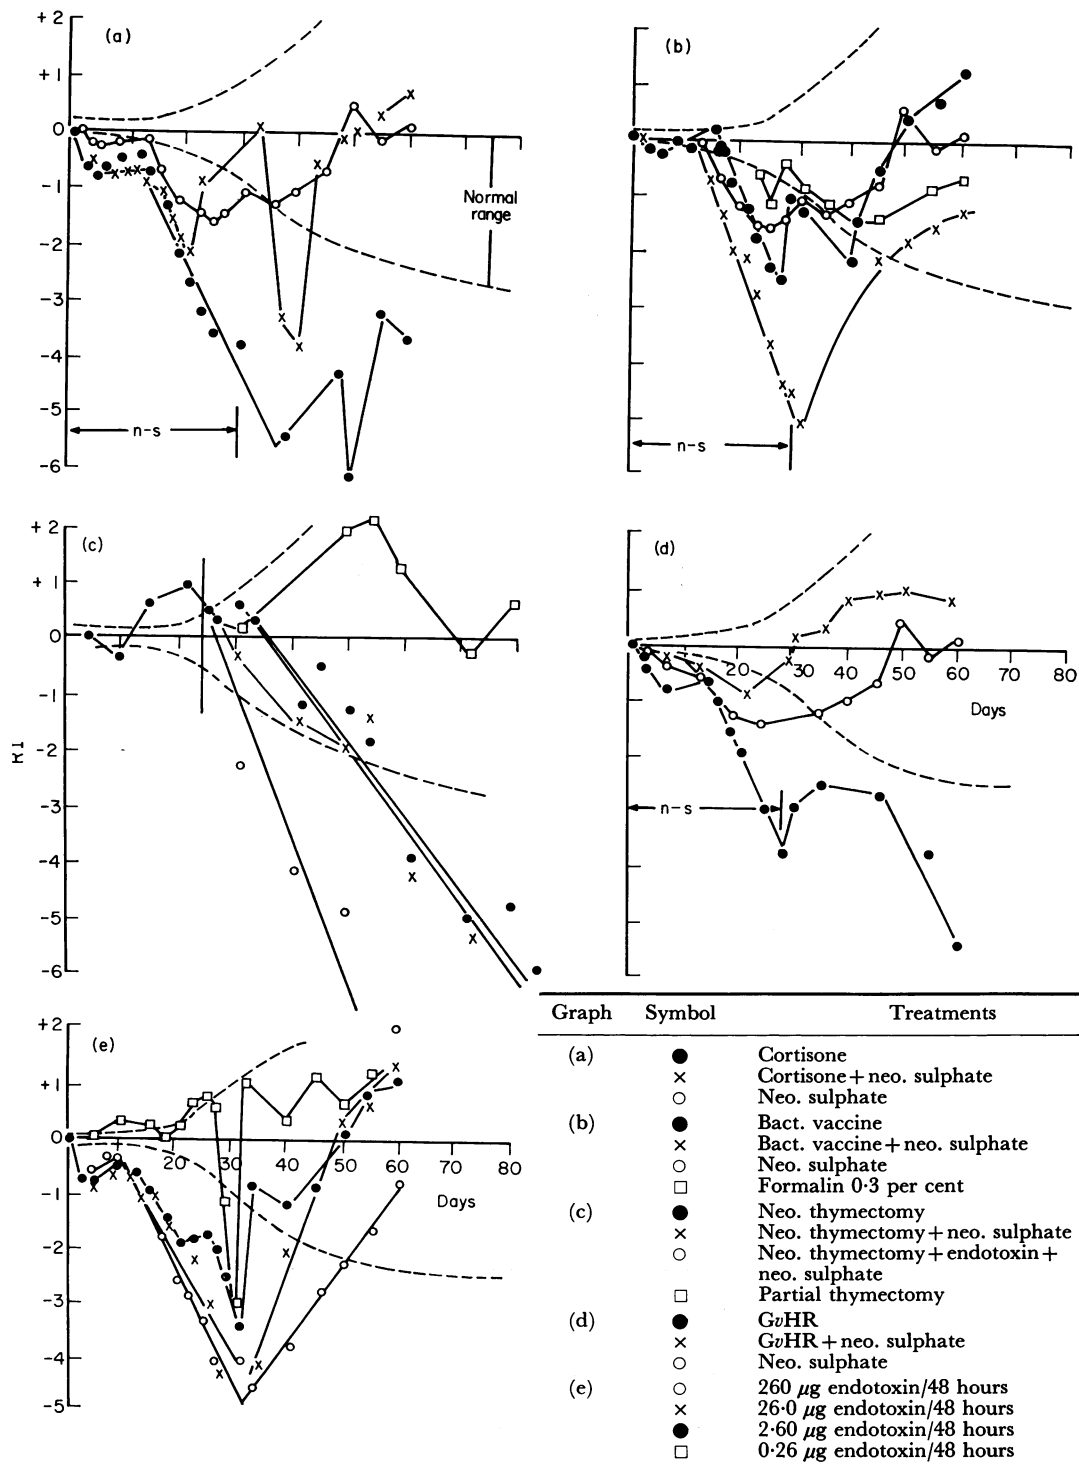 + 2
(a)
+ 1
0
-1
-2
-3
-4
-5
-6
Normal
range
n-s
(b)
n-s
+ 2
(c)
+ 1
0
-1
-2
-3
-4
-5
-6
(d)
20 30 40 50 60 70 80
Days
n-s
+ 2
(e)
+ 1
0
-1
-2
-3
-4
-5
20 30 40 50 60 70 80
Days
Graph Symbol Treatments
(a) ● Cortisone
× Cortisone+neo. sulphate
○ Neo. sulphate
(b) ● Bact. vaccine
× Bact. vaccine+neo. sulphate
○ Neo. sulphate
□ Formalin 0·3 per cent
(c) ● Neo. thymectomy
× Neo. thymectomy+neo. sulphate
○ Neo. thymectomy+endotoxin+
neo. sulphate
□ Partial thymectomy
(d) ● GvHR
× GvHR+neo. sulphate
○ Neo. sulphate
(e) ○ 260 μg endotoxin/48 hours
× 26·0 μg endotoxin/48 hours
● 2·60 μg endotoxin/48 hours
□ 0·26 μg endotoxin/48 hours